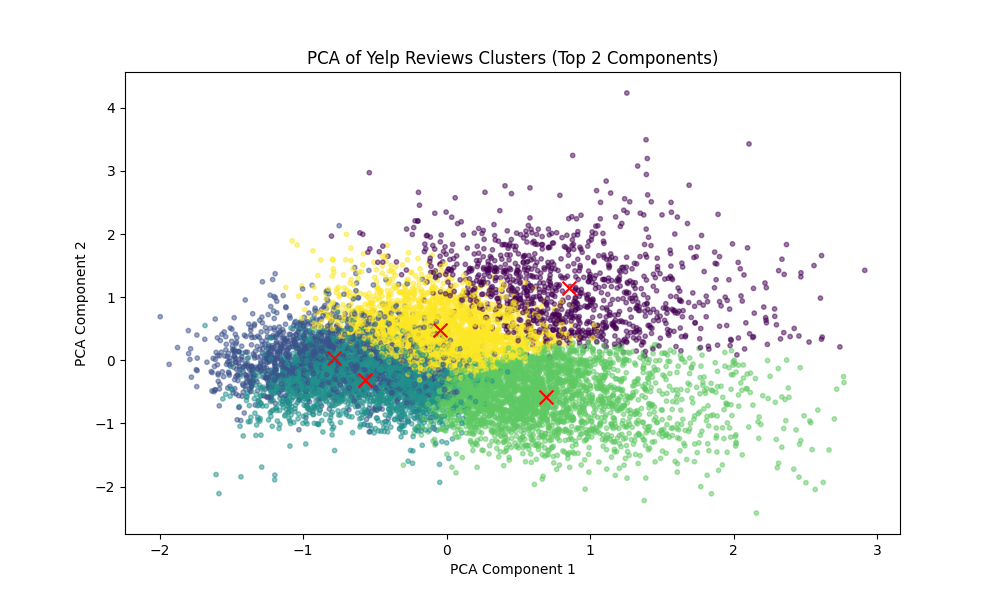 PCA of Yelp Reviews Clusters (Top 2 Components)
PCA Component 2
4
3
2
1
0
−1
−2
−2 −1 0 1 2 3
PCA Component 1